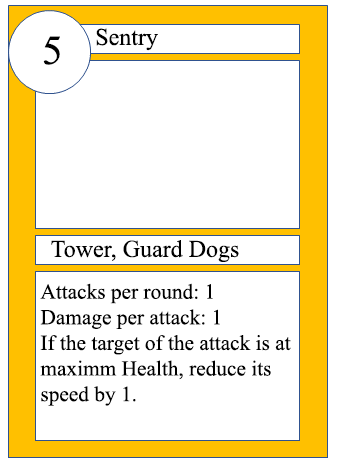 5
Sentry
Tower, Guard Dogs
Attacks per round: 1
Damage per attack: 1
If the target of the attack is at
maximm Health, reduce its
speed by 1.